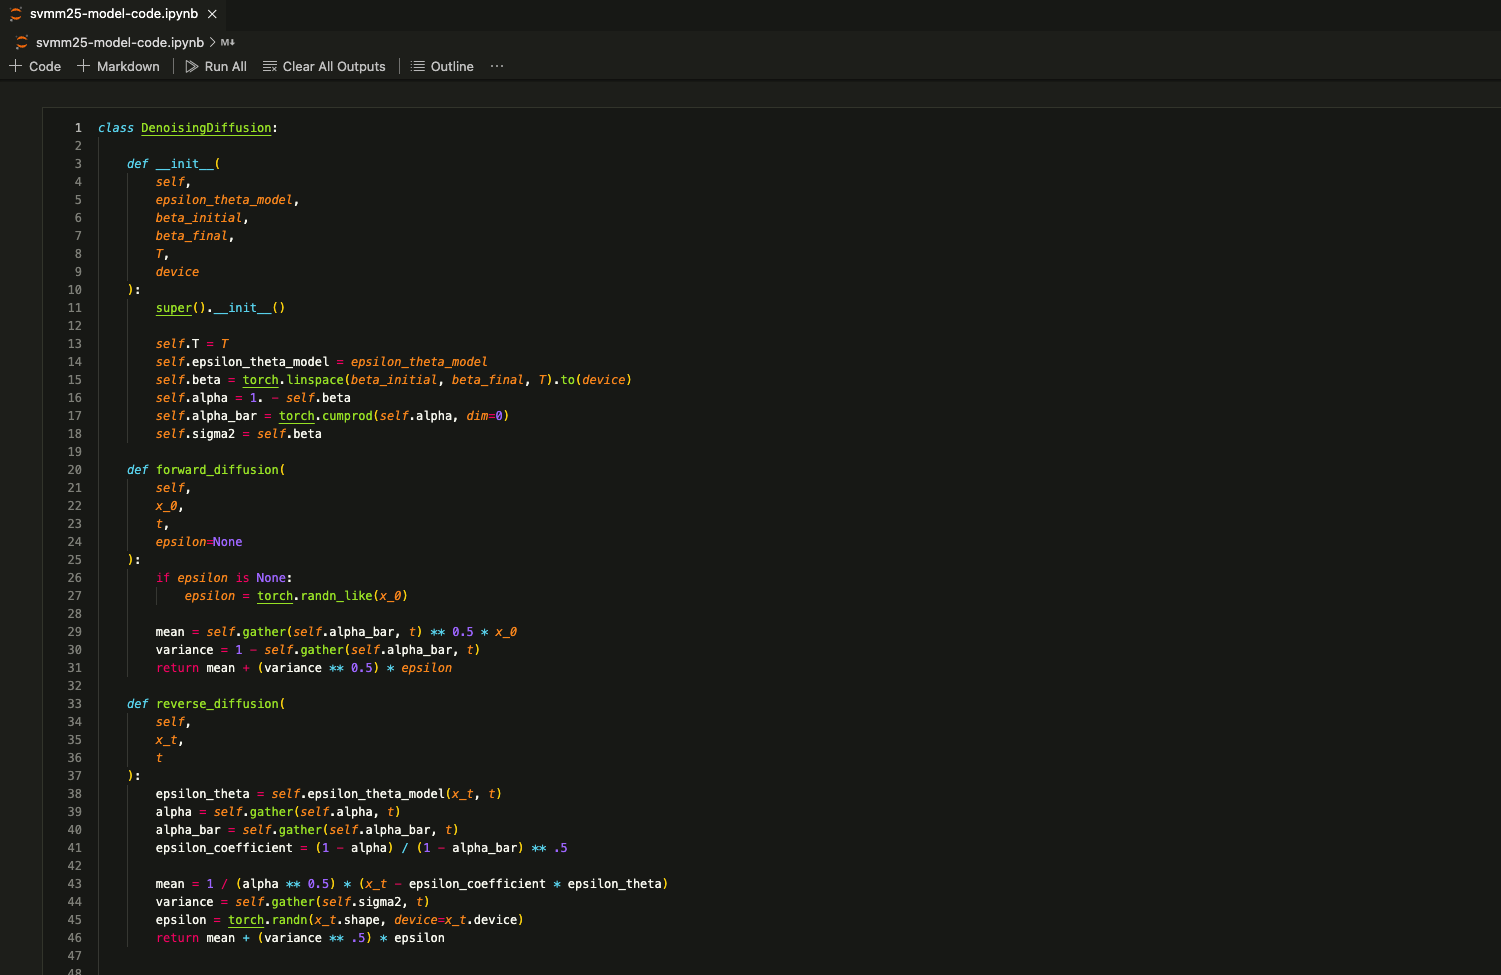 svmm25-model-code.ipynb
svmm25-model-code.ipynb > M↓
+ Code + Markdown Run All Clear All Outputs Outline ...
1 class DenoisingDiffusion:
2
3 def __init__(
4 self,
5 epsilon_theta_model,
6 beta_initial,
7 beta_final,
8 T,
9 device
10 ):
11 super().__init__()
12
13 self.T = T
14 self.epsilon_theta_model = epsilon_theta_model
15 self.beta = torch.linspace(beta_initial, beta_final, T).to(device)
16 self.alpha = 1. - self.beta
17 self.alpha_bar = torch.cumprod(self.alpha, dim=0)
18 self.sigma2 = self.beta
19
20 def forward_diffusion(
21 self,
22 x_0,
23 t,
24 epsilon=None
25 ):
26 if epsilon is None:
27 epsilon = torch.randn_like(x_0)
28
29 mean = self.gather(self.alpha_bar, t) ** 0.5 * x_0
30 variance = 1 - self.gather(self.alpha_bar, t)
31 return mean + (variance ** 0.5) * epsilon
32
33 def reverse_diffusion(
34 self,
35 x_t,
36 t
37 ):
38 epsilon_theta = self.epsilon_theta_model(x_t, t)
39 alpha = self.gather(self.alpha, t)
40 alpha_bar = self.gather(self.alpha_bar, t)
41 epsilon_coefficient = (1 - alpha) / (1 - alpha_bar) ** .5
42
43 mean = 1 / (alpha ** 0.5) * (x_t - epsilon_coefficient * epsilon_theta)
44 variance = self.gather(self.sigma2, t)
45 epsilon = torch.randn(x_t.shape, device=x_t.device)
46 return mean + (variance ** .5) * epsilon
47
48